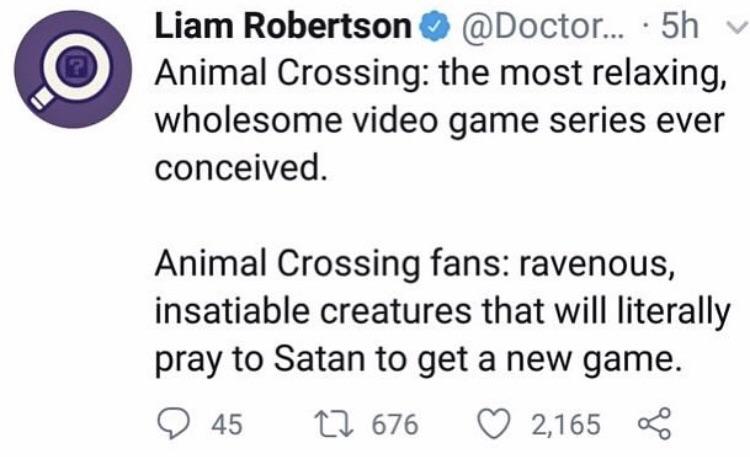 Liam Robertson @Doctor... · 5h
Animal Crossing: the most relaxing,
wholesome video game series ever
conceived.
Animal Crossing fans: ravenous,
insatiable creatures that will literally
pray to Satan to get a new game.
45 676 2,165